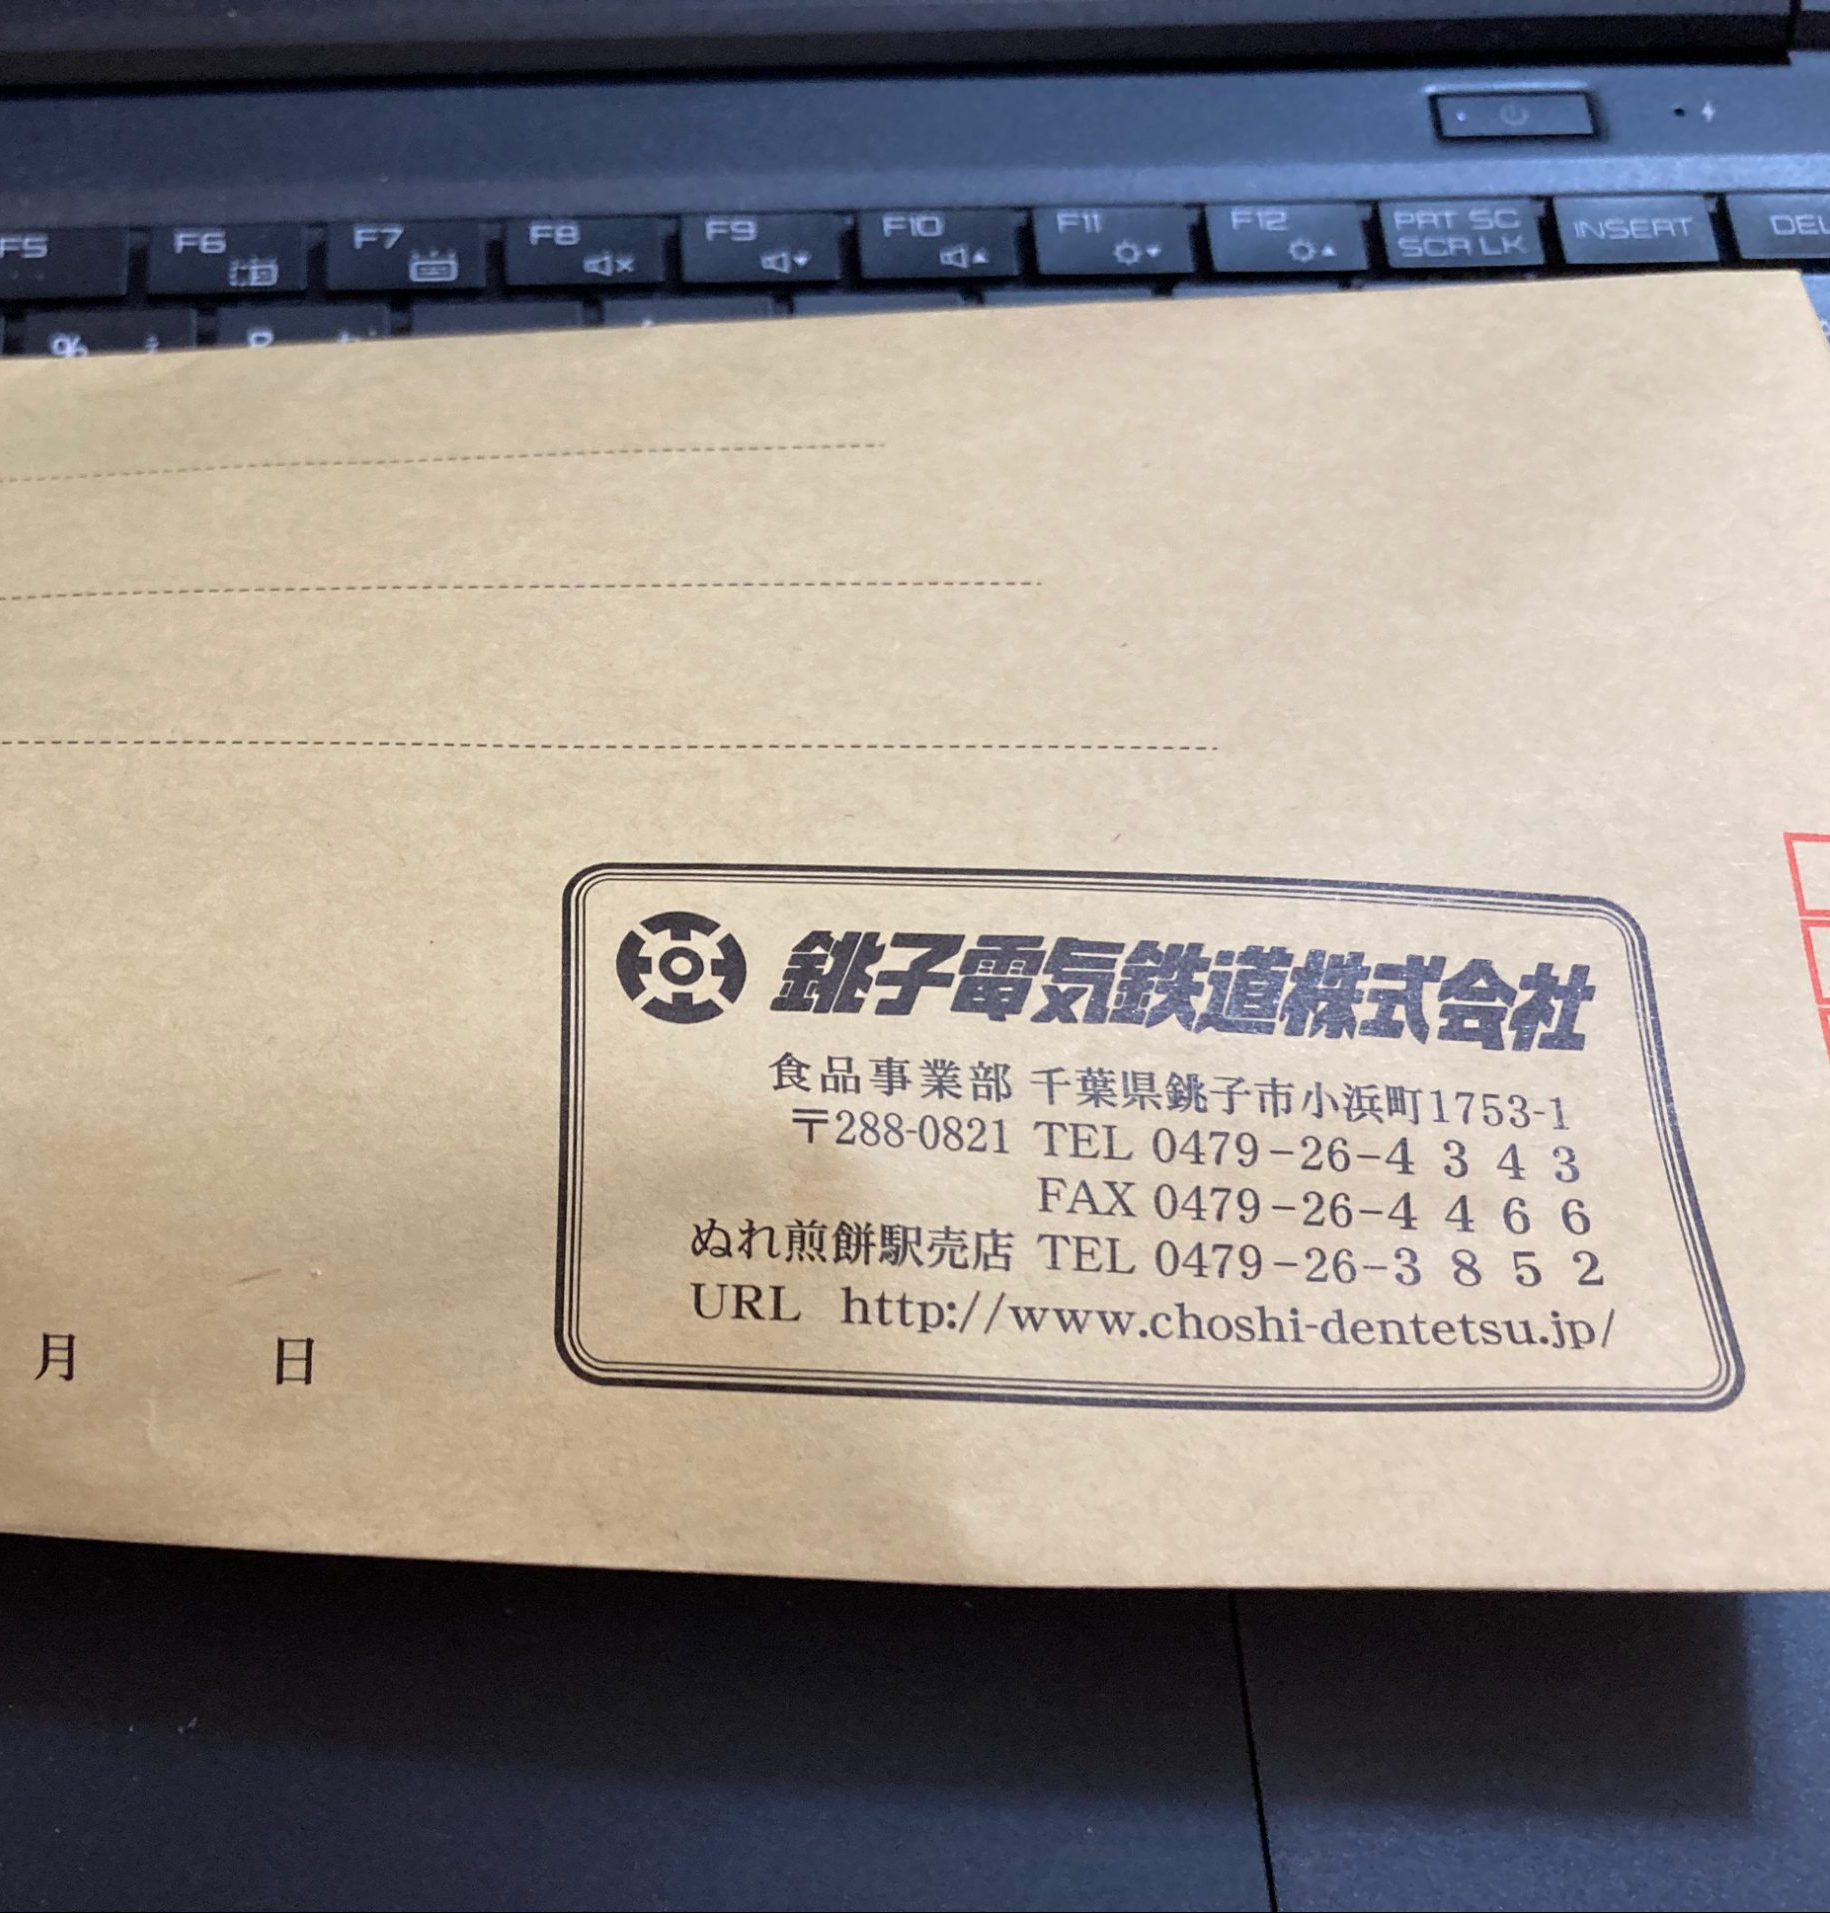 F5
F6
F7
F8
F9
F10
F11
F12
PRT SC
SCR LK
INSERT
DEL
%
銚子電気鉄道株式会社
食品事業部 千葉県銚子市小浜町1753-1
〒288-0821 TEL 0479-26-4343
FAX 0479-26-4466
ぬれ煎餅駅売店 TEL 0479-26-3852
URL http://www.choshi-dentetsu.jp/
月 日